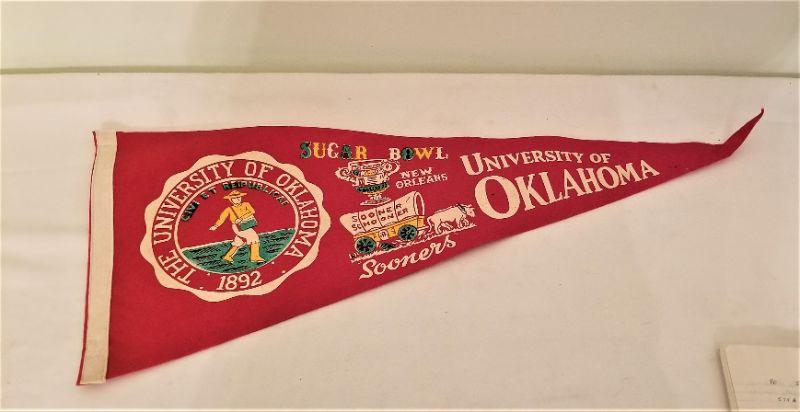 THE UNIVERSITY OF OKLAHOMA
CIVI ET REIPUBLICAE
1892
SUGAR BOWL
NEW
ORLEANS
SOONER
SCHOONER
Sooners
UNIVERSITY OF
OKLAHOMA